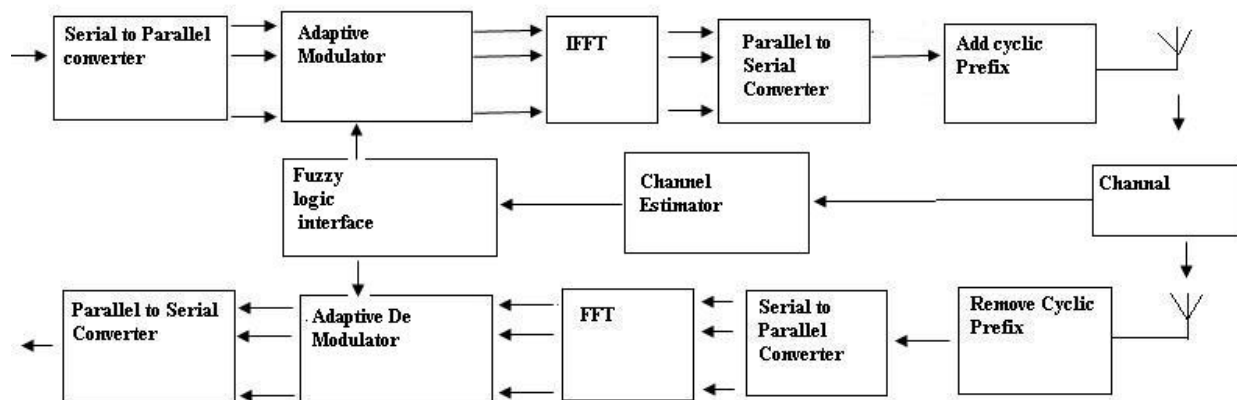 Serial to Parallel
converter
Adaptive
Modulator
IFFT
Parallel to
Serial
Converter
Add cyclic
Prefix
Fuzzy
logic
interface
Channel
Estimator
Channal
Parallel to Serial
Converter
Adaptive De
Modulator
FFT
Serial to
Parallel
Converter
Remove Cyclic
Prefix